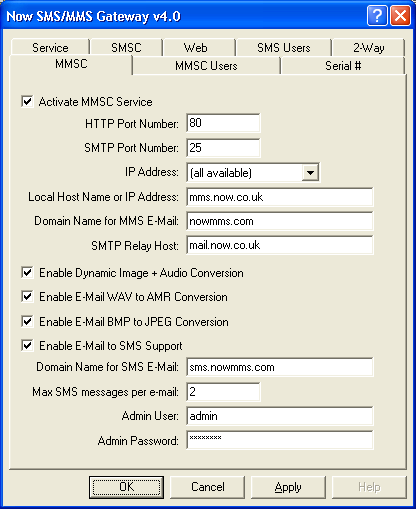 Now SMS/MMS Gateway v4.0
Service SMSC Web SMS Users 2-Way
MMSC MMSC Users Serial #
Activate MMSC Service
HTTP Port Number: 80
SMTP Port Number: 25
IP Address: (all available)
Local Host Name or IP Address: mms.now.co.uk
Domain Name for MMS E-Mail: nowmms.com
SMTP Relay Host: mail.now.co.uk
Enable Dynamic Image + Audio Conversion
Enable E-Mail WAV to AMR Conversion
Enable E-Mail BMP to JPEG Conversion
Enable E-Mail to SMS Support
Domain Name for SMS E-Mail: sms.nowmms.com
Max SMS messages per e-mail: 2
Admin User: admin
Admin Password: ********
OK Cancel Apply Help